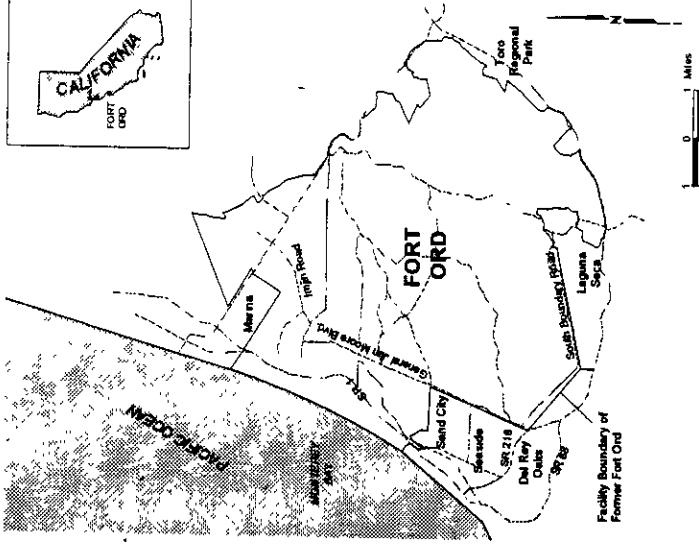 CALIFORNIA
FORT
ORD
PACIFIC OCEAN
MONTEREY
BAY
Marina
Imjin Road
SR 1
General Jim Moore Blvd.
FORT
ORD
Toro
Regional
Park
Sand City
Seaside
SR 218
Del Rey
Oaks
SR 68
South Boundary Road
Laguna
Seca
Facility Boundary of
Former Fort Ord
N
1 0 1 Miles